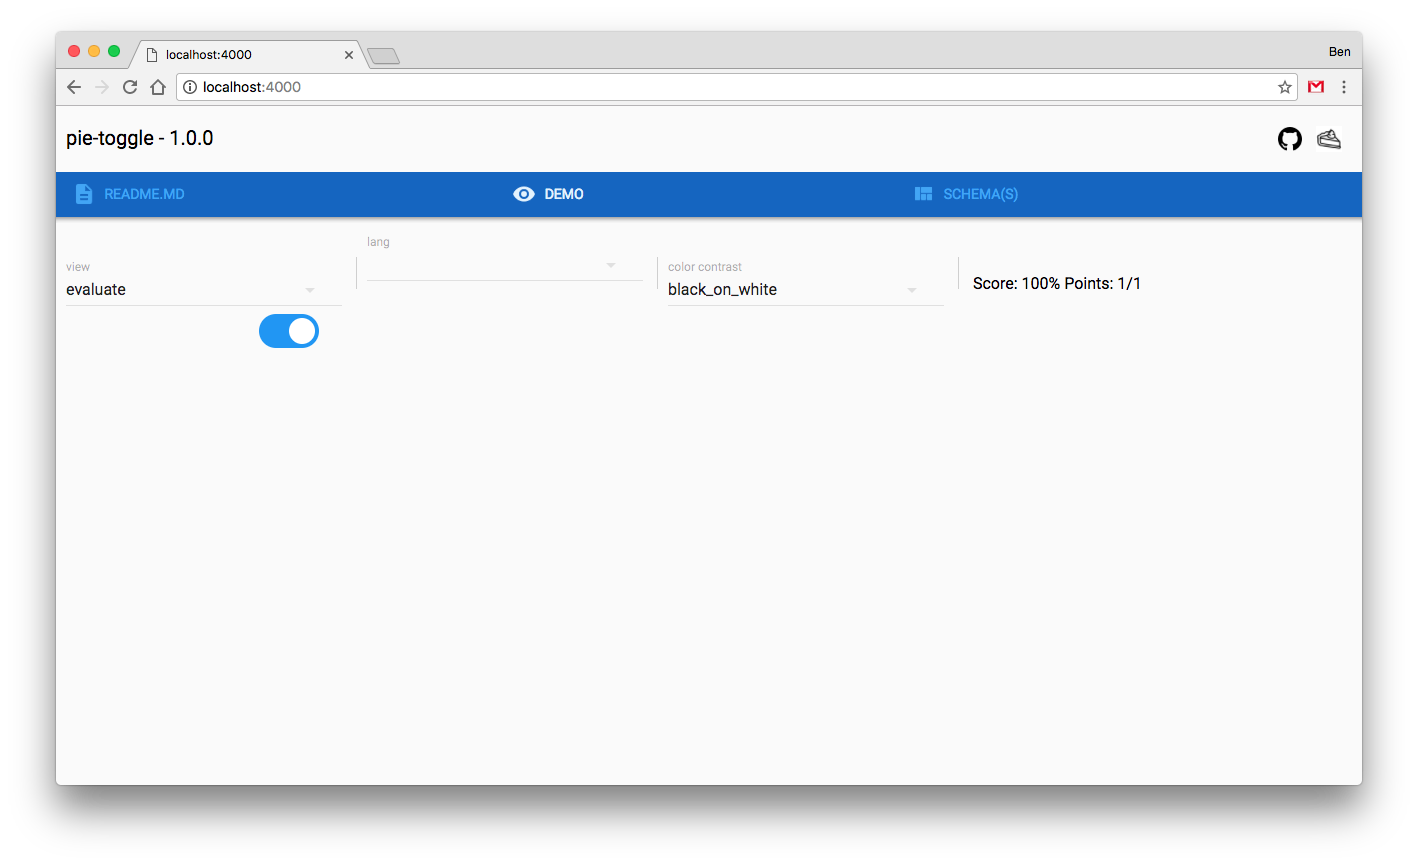 localhost:4000
Ben
localhost:4000
pie-toggle - 1.0.0
README.MD
DEMO
SCHEMA(S)
view
evaluate
lang
color contrast
black_on_white
Score: 100% Points: 1/1